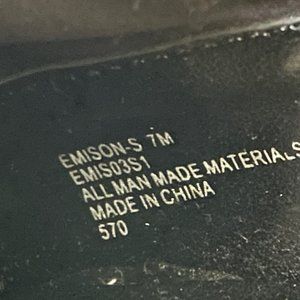 EMISON-S 7M
EMIS03S1
ALL MAN MADE MATERIALS
MADE IN CHINA
570